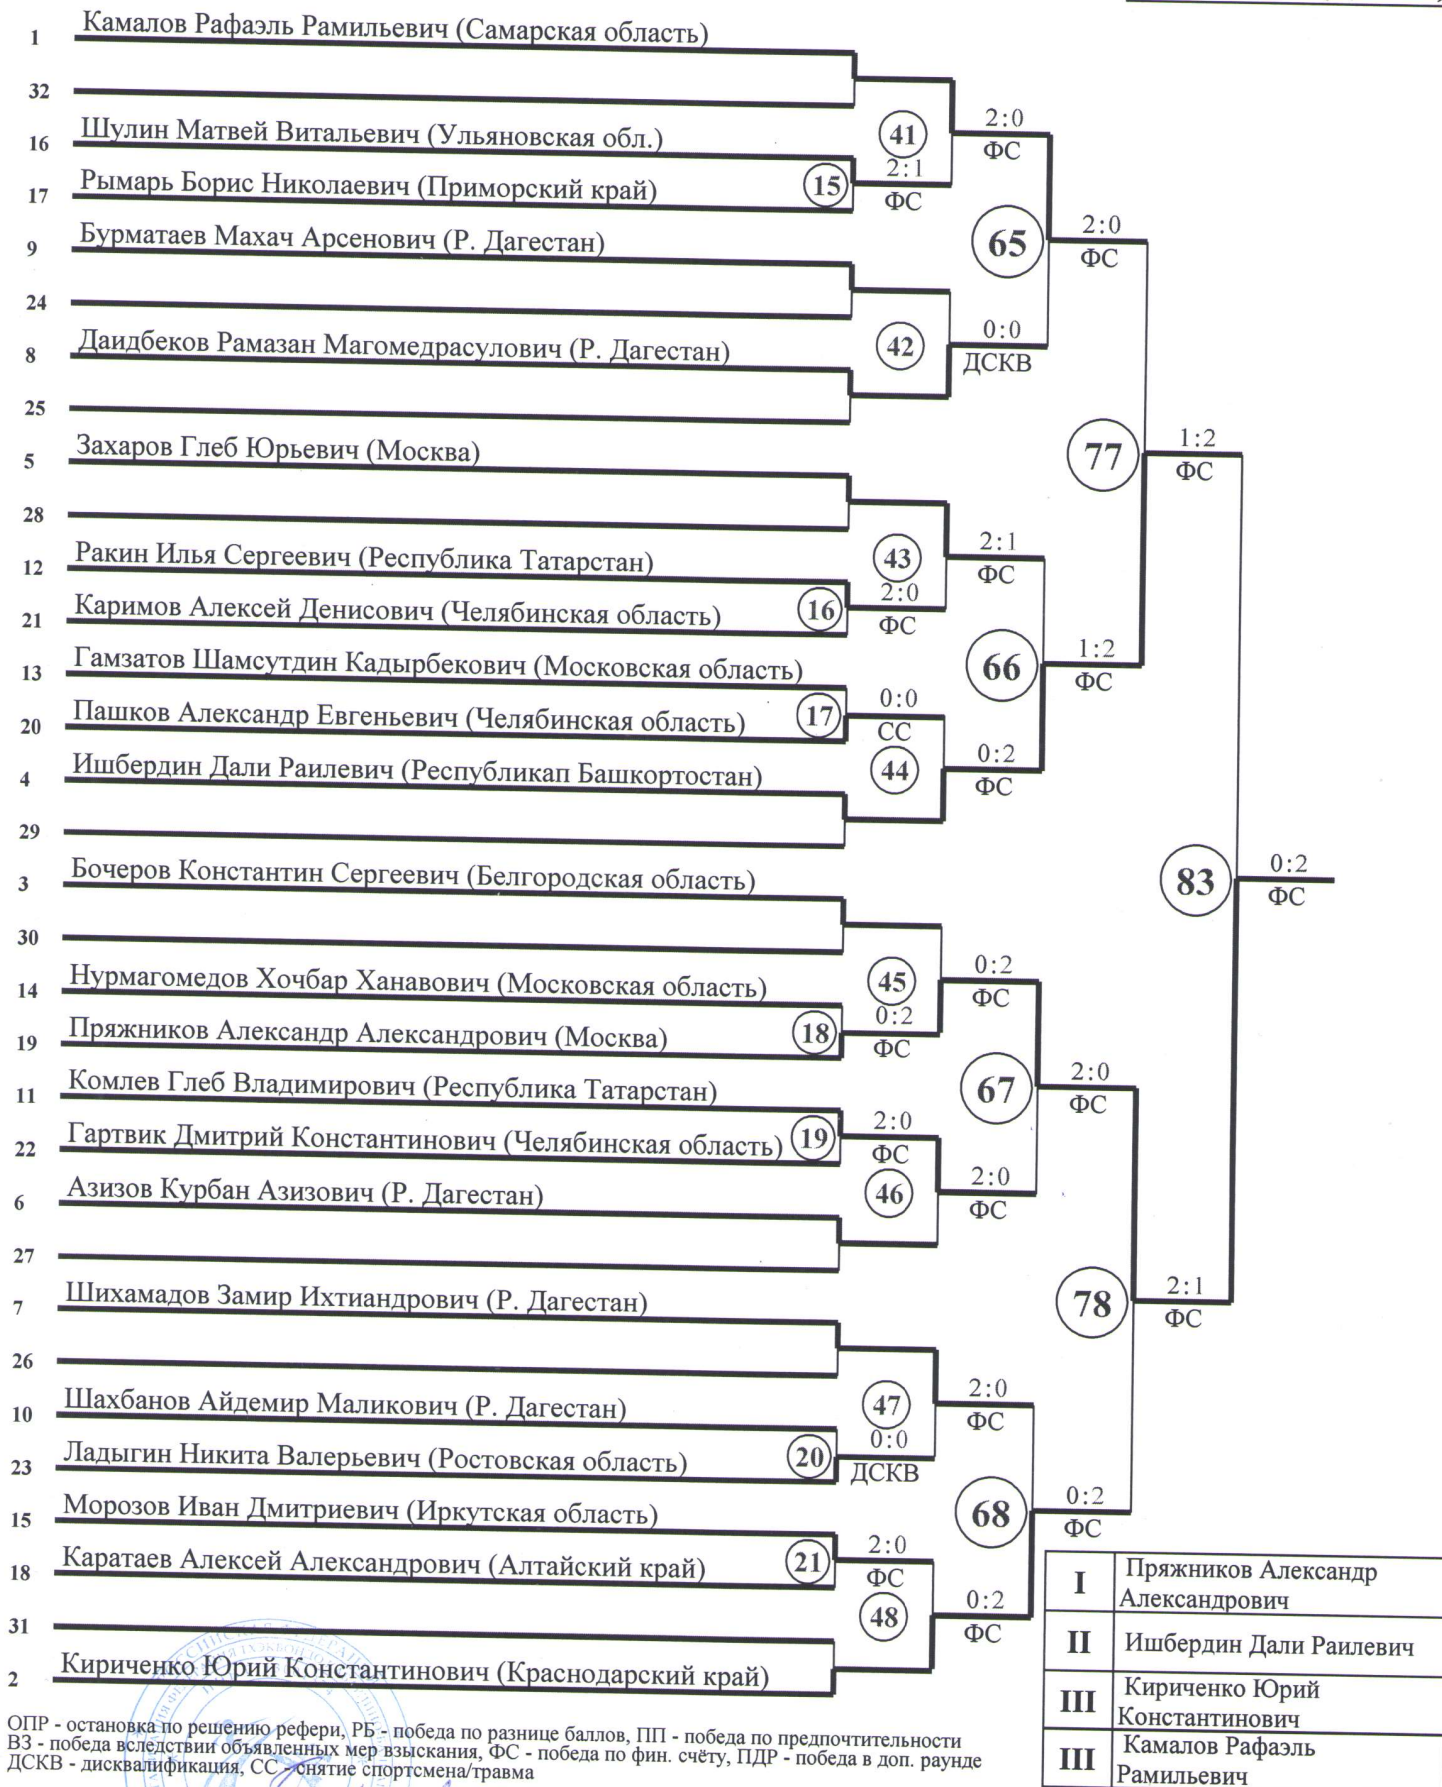 1 Камалов Рафаэль Рамильевич (Самарская область)
32
41 2:0
16 Шулин Матвей Витальевич (Ульяновская обл.) ФС
2:1
17 Рымарь Борис Николаевич (Приморский край) 15 ФС
65 2:0
9 Бурматаев Махач Арсенович (Р. Дагестан) ФС
24
42 0:0
8 Даидбеков Рамазан Магомедрасулович (Р. Дагестан) ДСКВ
25
77 1:2
5 Захаров Глеб Юрьевич (Москва) ФС
28
43 2:1
12 Ракин Илья Сергеевич (Республика Татарстан) ФС
2:0
21 Каримов Алексей Денисович (Челябинская область) 16 ФС
66 1:2
13 Гамзатов Шамсутдин Кадырбекович (Московская область) ФС
0:0
20 Пашков Александр Евгеньевич (Челябинская область) 17 СС
44 0:2
4 Ишбердин Дали Раилевич (Республикап Башкортостан) ФС
29
83 0:2
3 Бочеров Константин Сергеевич (Белгородская область) ФС
30
45 0:2
14 Нурмагомедов Хочбар Ханавович (Московская область) ФС
0:2
19 Пряжников Александр Александрович (Москва) 18 ФС
67 2:0
11 Комлев Глеб Владимирович (Республика Татарстан) ФС
2:0
22 Гартвик Дмитрий Константинович (Челябинская область) 19 ФС
46 2:0
6 Азизов Курбан Азизович (Р. Дагестан) ФС
27
78 2:1
7 Шихамадов Замир Ихтиандрович (Р. Дагестан) ФС
26
47 2:0
10 Шахбанов Айдемир Маликович (Р. Дагестан) ФС
0:0
23 Ладыгин Никита Валерьевич (Ростовская область) 20 ДСКВ
68 0:2
15 Морозов Иван Дмитриевич (Иркутская область) ФС
2:0
18 Каратаев Алексей Александрович (Алтайский край) 21 ФС
48 0:2
31 ФС
2 Кириченко Юрий Константинович (Краснодарский край)
I Пряжников Александр
Александрович
II Ишбердин Дали Раилевич
III Кириченко Юрий
Константинович
III Камалов Рафаэль
Рамильевич
ОПР - остановка по решению рефери, РБ - победа по разнице баллов, ПП - победа по предпочтительности
ВЗ - победа вследствии объявленных мер взыскания, ФС - победа по фин. счёту, ПДР - победа в доп. раунде
ДСКВ - дисквалификация, СС - снятие спортсмена/травма